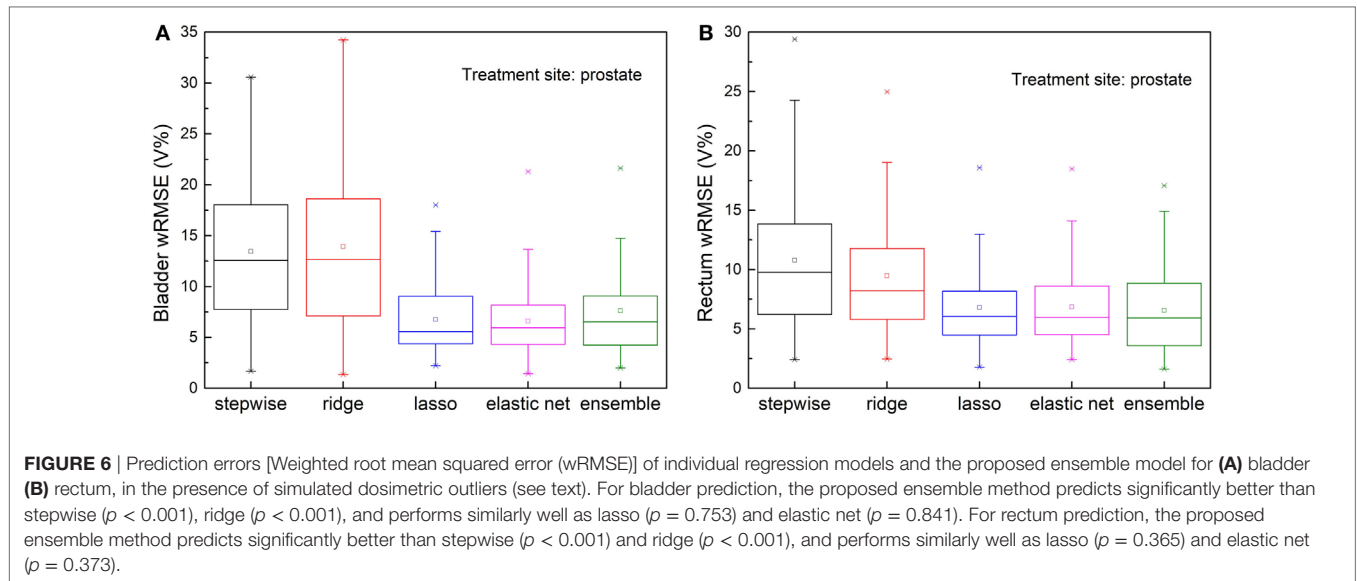 A
Treatment site: prostate
Bladder wRMSE (V%)
35
30
25
20
15
10
5
0
stepwise ridge lasso elastic net ensemble
B
Treatment site: prostate
Rectum wRMSE (V%)
30
25
20
15
10
5
0
stepwise ridge lasso elastic net ensemble
FIGURE 6 | Prediction errors [Weighted root mean squared error (wRMSE)] of individual regression models and the proposed ensemble model for (A) bladder
(B) rectum, in the presence of simulated dosimetric outliers (see text). For bladder prediction, the proposed ensemble method predicts significantly better than
stepwise (p < 0.001), ridge (p < 0.001), and performs similarly well as lasso (p = 0.753) and elastic net (p = 0.841). For rectum prediction, the proposed
ensemble method predicts significantly better than stepwise (p < 0.001) and ridge (p < 0.001), and performs similarly well as lasso (p = 0.365) and elastic net
(p = 0.373).